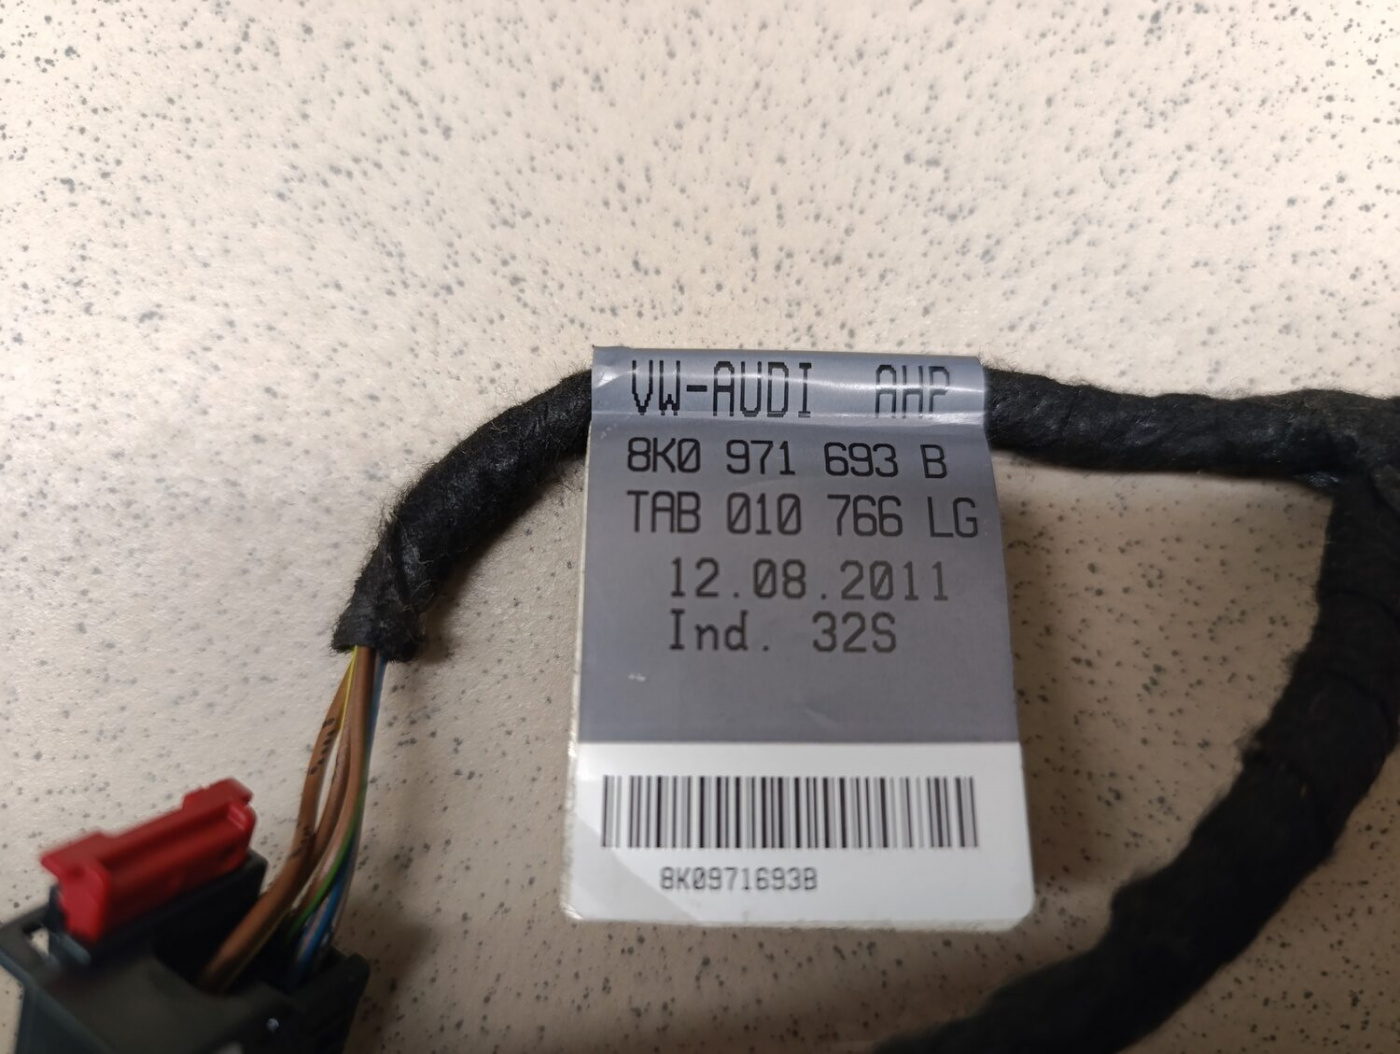 VW-AUDI AHP
8K0 971 693 B
TAB 010 766 LG
12.08.2011
Ind. 32S
8K0971693B